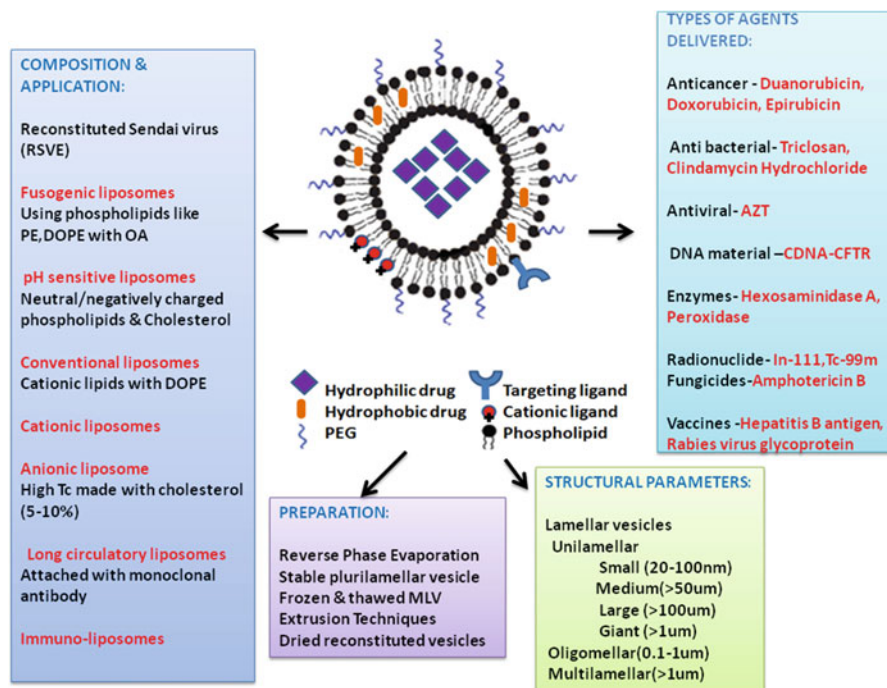 COMPOSITION &
APPLICATION:
Reconstituted Sendai virus
(RSVE)
Fusogenic liposomes
Using phospholipids like
PE,DOPE with OA
pH sensitive liposomes
Neutral/negatively charged
phospholipids & Cholesterol
Conventional liposomes
Cationic lipids with DOPE
Cationic liposomes
Anionic liposome
High Tc made with cholesterol
(5-10%)
Long circulatory liposomes
Attached with monoclonal
antibody
Immuno-liposomes
Hydrophilic drug
Hydrophobic drug
PEG
Targeting ligand
Cationic ligand
Phospholipid
TYPES OF AGENTS
DELIVERED:
Anticancer - Duanorubicin,
Doxorubicin, Epirubicin
Anti bacterial- Triclosan,
Clindamycin Hydrochloride
Antiviral- AZT
DNA material –CDNA-CFTR
Enzymes- Hexosaminidase A,
Peroxidase
Radionuclide- In-111,Tc-99m
Fungicides-Amphotericin B
Vaccines -Hepatitis B antigen,
Rabies virus glycoprotein
PREPARATION:
Reverse Phase Evaporation
Stable plurilamellar vesicle
Frozen & thawed MLV
Extrusion Techniques
Dried reconstituted vesicles
STRUCTURAL PARAMETERS:
Lamellar vesicles
Unilamellar
Small (20-100nm)
Medium(>50um)
Large (>100um)
Giant (>1um)
Oligomellar(0.1-1um)
Multilamellar(>1um)